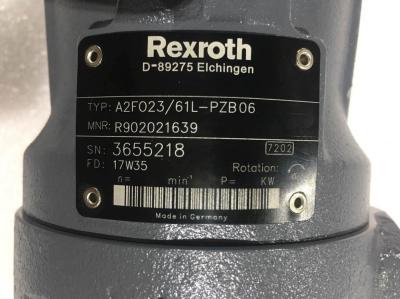 Rexroth
D-89275 Elchingen
TYP: A2FO23/61L-PZB06
MNR: R902021639
SN: 3655218 7202
FD: 17W35 Rotation:
n= min⁻¹ P= KW
Made in Germany